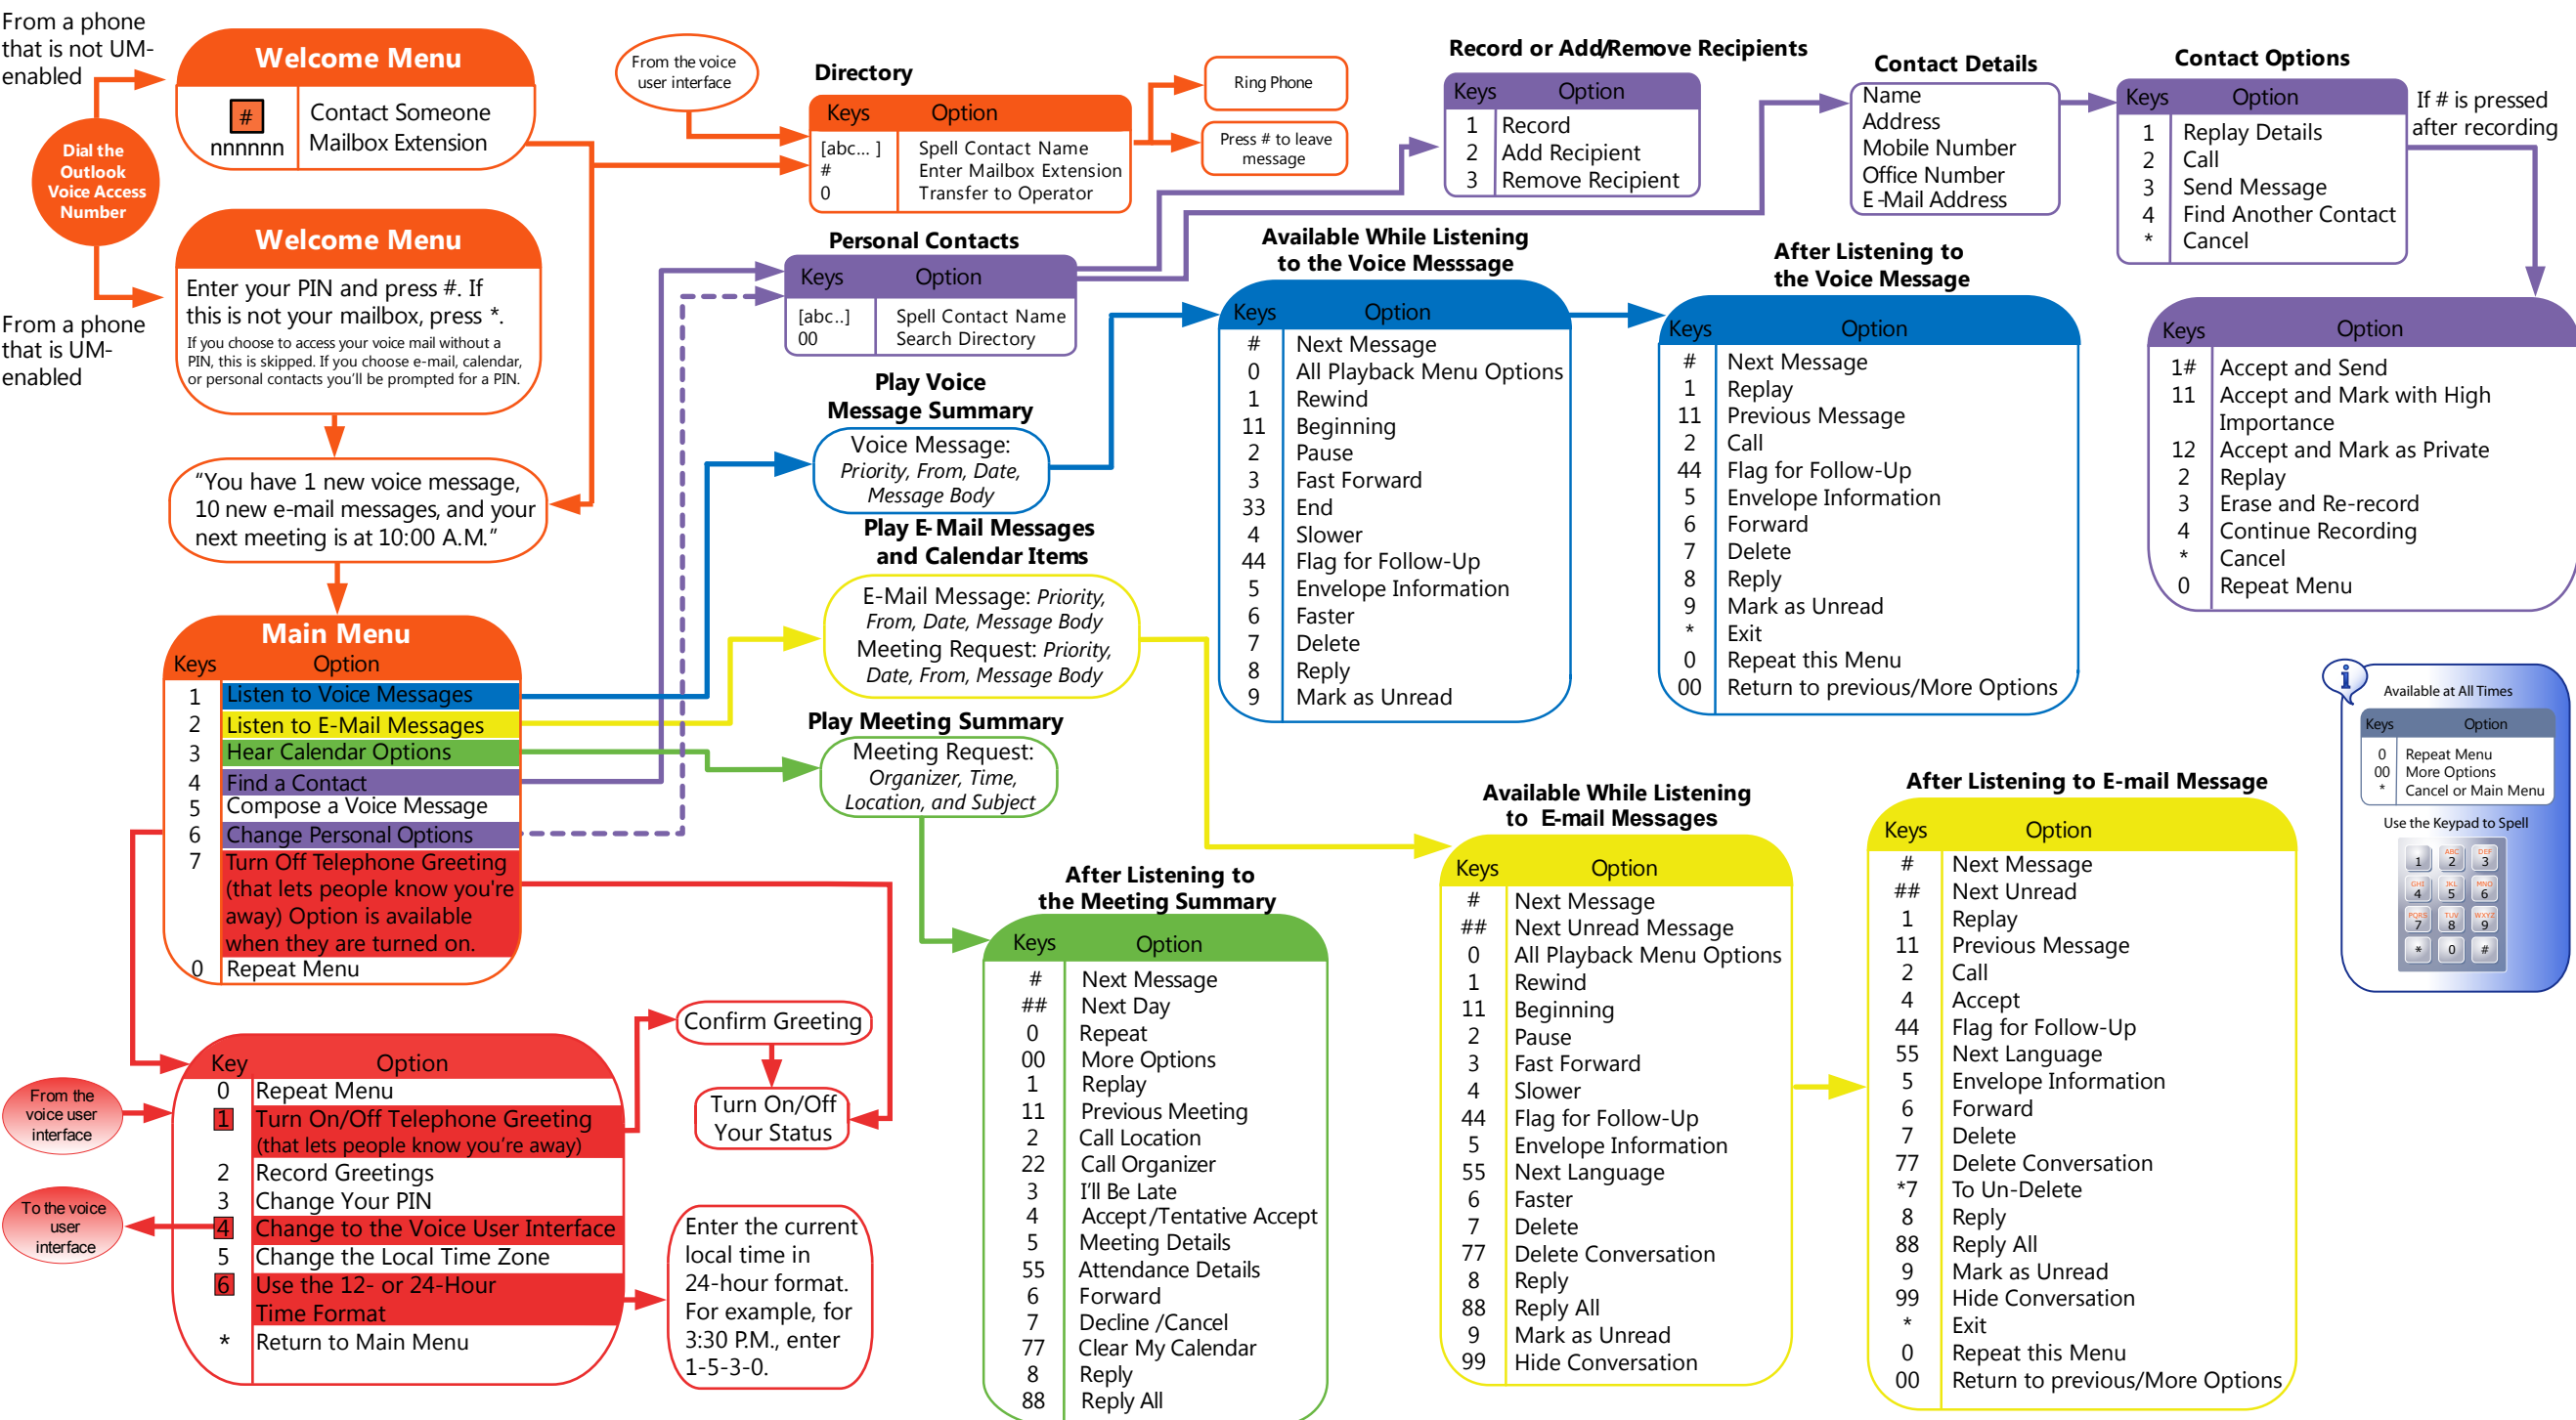 From a phone
that is not UM-
enabled
Welcome Menu
#
nnnnnn
Contact Someone
Mailbox Extension
Dial the
Outlook
Voice Access
Number
Welcome Menu
Enter your PIN and press #. If
this is not your mailbox, press *.
If you choose to access your voice mail without a
PIN, this is skipped. If you choose e-mail, calendar,
or personal contacts you'll be prompted for a PIN.
From a phone
that is UM-
enabled
"You have 1 new voice message,
10 new e-mail messages, and your
next meeting is at 10:00 A.M."
Main Menu
Keys Option
1 Listen to Voice Messages
2 Listen to E-Mail Messages
3 Hear Calendar Options
4 Find a Contact
5 Compose a Voice Message
6 Change Personal Options
7 Turn Off Telephone Greeting
(that lets people know you're
away) Option is available
when they are turned on.
0 Repeat Menu
Key Option
0 Repeat Menu
1 Turn On/Off Telephone Greeting
(that lets people know you're away)
2 Record Greetings
3 Change Your PIN
4 Change to the Voice User Interface
5 Change the Local Time Zone
6 Use the 12- or 24-Hour
Time Format
* Return to Main Menu
From the
voice user
interface
To the voice
user
interface
Confirm Greeting
Turn On/Off
Your Status
Enter the current
local time in
24-hour format.
For example, for
3:30 P.M., enter
1-5-3-0.
From the voice
user interface
Directory
Keys Option
[abc... ] Spell Contact Name
# Enter Mailbox Extension
0 Transfer to Operator
Ring Phone
Press # to leave
message
Personal Contacts
Keys Option
[abc..] Spell Contact Name
00 Search Directory
Play Voice
Message Summary
Voice Message:
Priority, From, Date,
Message Body
Play E-Mail Messages
and Calendar Items
E-Mail Message: Priority,
From, Date, Message Body
Meeting Request: Priority,
Date, From, Message Body
Play Meeting Summary
Meeting Request:
Organizer, Time,
Location, and Subject
After Listening to
the Meeting Summary
Keys Option
# Next Message
## Next Day
0 Repeat
00 More Options
1 Replay
11 Previous Meeting
2 Call Location
22 Call Organizer
3 I'll Be Late
4 Accept /Tentative Accept
5 Meeting Details
55 Attendance Details
6 Forward
7 Decline /Cancel
77 Clear My Calendar
8 Reply
88 Reply All
Record or Add/Remove Recipients
Keys Option
1 Record
2 Add Recipient
3 Remove Recipient
Contact Details
Name
Address
Mobile Number
Office Number
E-Mail Address
Contact Options
Keys Option
1 Replay Details
2 Call
3 Send Message
4 Find Another Contact
* Cancel
If # is pressed
after recording
Keys Option
1# Accept and Send
11 Accept and Mark with High
Importance
12 Accept and Mark as Private
2 Replay
3 Erase and Re-record
4 Continue Recording
* Cancel
0 Repeat Menu
Available While Listening
to the Voice Messsage
Keys Option
# Next Message
0 All Playback Menu Options
1 Rewind
11 Beginning
2 Pause
3 Fast Forward
33 End
4 Slower
44 Flag for Follow-Up
5 Envelope Information
6 Faster
7 Delete
8 Reply
9 Mark as Unread
After Listening to
the Voice Message
Keys Option
# Next Message
1 Replay
11 Previous Message
2 Call
44 Flag for Follow-Up
5 Envelope Information
6 Forward
7 Delete
8 Reply
9 Mark as Unread
* Exit
0 Repeat this Menu
00 Return to previous/More Options
Available While Listening
to E-mail Messages
Keys Option
# Next Message
## Next Unread Message
0 All Playback Menu Options
1 Rewind
11 Beginning
2 Pause
3 Fast Forward
4 Slower
44 Flag for Follow-Up
5 Envelope Information
55 Next Language
6 Faster
7 Delete
77 Delete Conversation
8 Reply
88 Reply All
9 Mark as Unread
99 Hide Conversation
After Listening to E-mail Message
Keys Option
# Next Message
## Next Unread
1 Replay
11 Previous Message
2 Call
4 Accept
44 Flag for Follow-Up
55 Next Language
5 Envelope Information
6 Forward
7 Delete
77 Delete Conversation
*7 To Un-Delete
8 Reply
88 Reply All
9 Mark as Unread
99 Hide Conversation
* Exit
0 Repeat this Menu
00 Return to previous/More Options
i
Available at All Times
Keys Option
0 Repeat Menu
00 More Options
* Cancel or Main Menu
Use the Keypad to Spell
1 ABC 2 DEF 3
GHI 4 JKL 5 MNO 6
PQRS 7 TUV 8 WXYZ 9
* 0 #